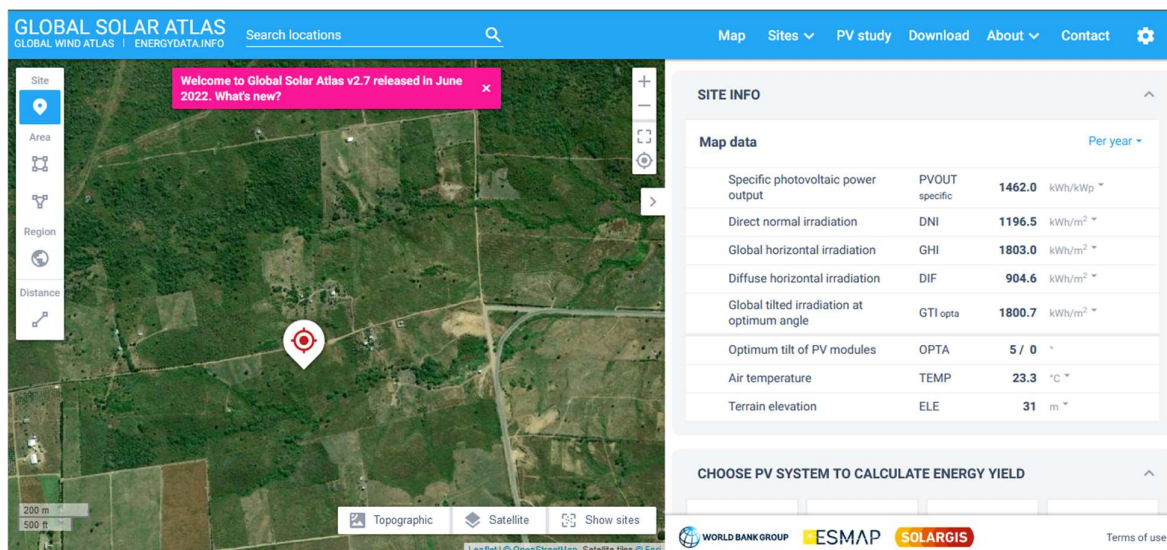 GLOBAL SOLAR ATLAS
GLOBAL WIND ATLAS | ENERGYDATA.INFO
Search locations
Map Sites PV study Download About Contact
Site
Area
Region
Distance
Welcome to Global Solar Atlas v2.7 released in June
2022. What's new?
×
+
−
200 m
500 ft
Topographic Satellite Show sites
Leaflet | © OpenStreetMap, Satellite tiles © Esri
SITE INFO
Map data Per year
Specific photovoltaic power
output PVOUT
specific 1462.0 kWh/kWp
Direct normal irradiation DNI 1196.5 kWh/m²
Global horizontal irradiation GHI 1803.0 kWh/m²
Diffuse horizontal irradiation DIF 904.6 kWh/m²
Global tilted irradiation at
optimum angle GTI opta 1800.7 kWh/m²
Optimum tilt of PV modules OPTA 5 / 0 °
Air temperature TEMP 23.3 °C
Terrain elevation ELE 31 m
CHOOSE PV SYSTEM TO CALCULATE ENERGY YIELD
WORLD BANK GROUP ESMAP SOLARGIS Terms of use